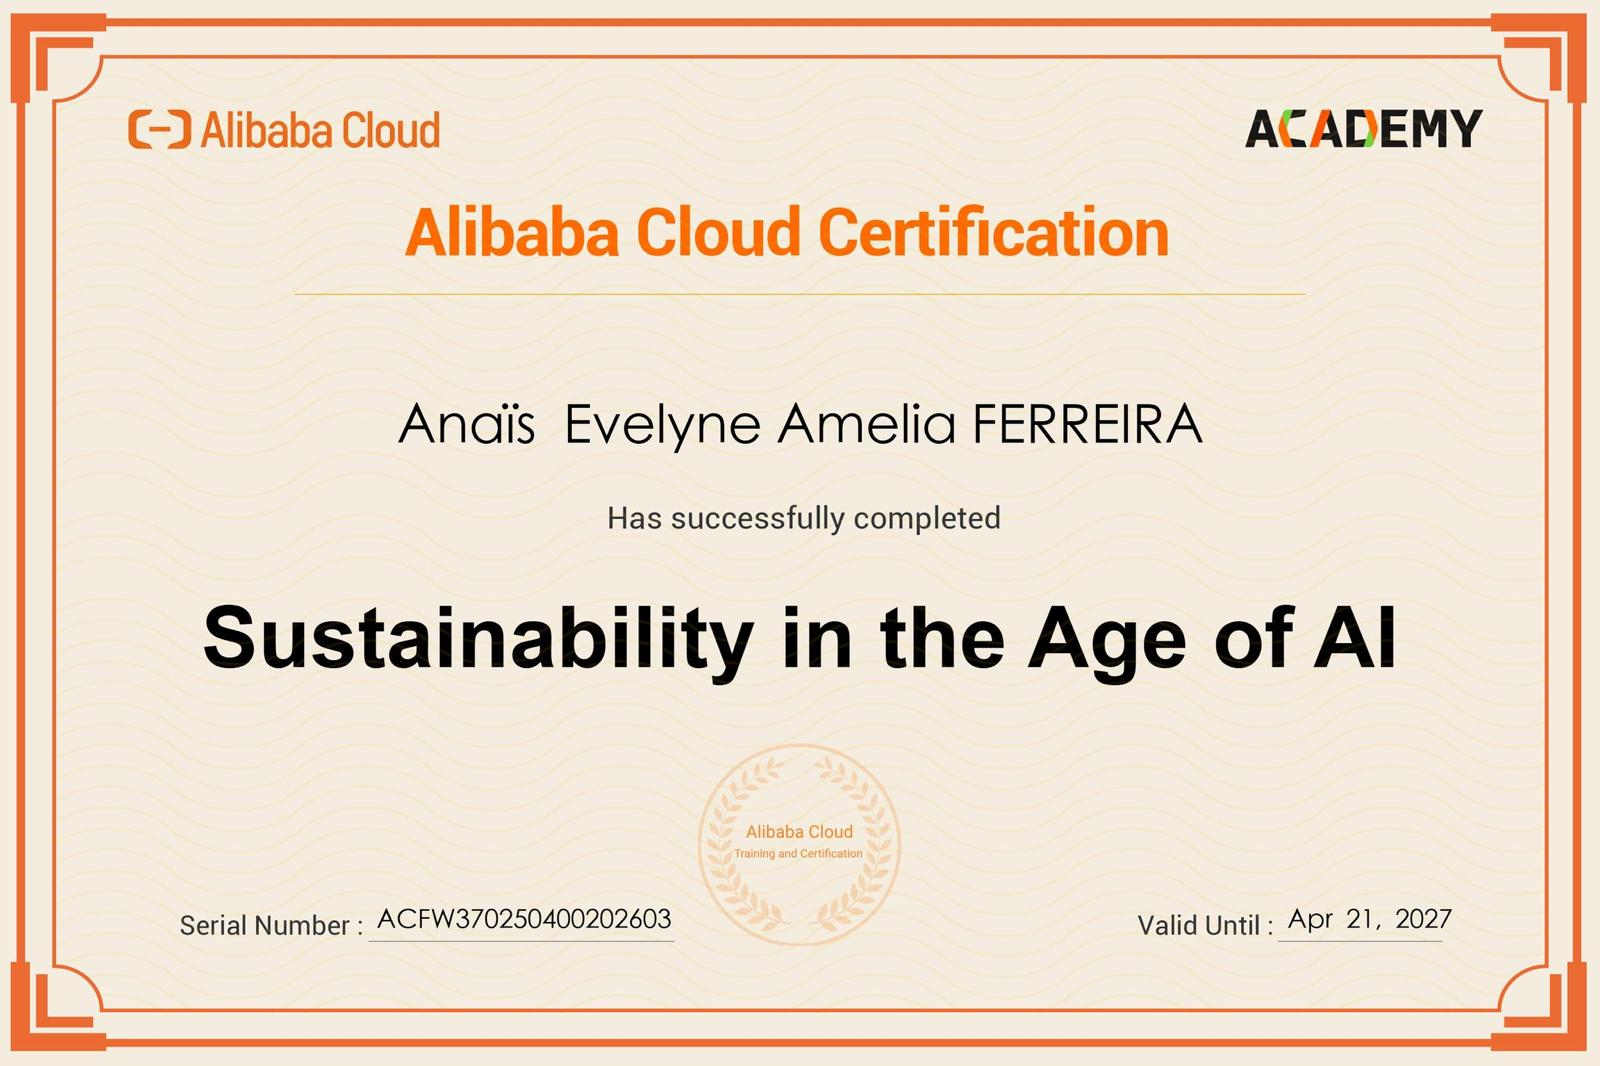 Alibaba Cloud
ACADEMY
Alibaba Cloud Certification
Anaïs  Evelyne Amelia FERREIRA
Has successfully completed
Sustainability in the Age of AI
Alibaba Cloud
Training and Certification
Serial Number : ACFW370250400202603
Valid Until : Apr 21, 2027